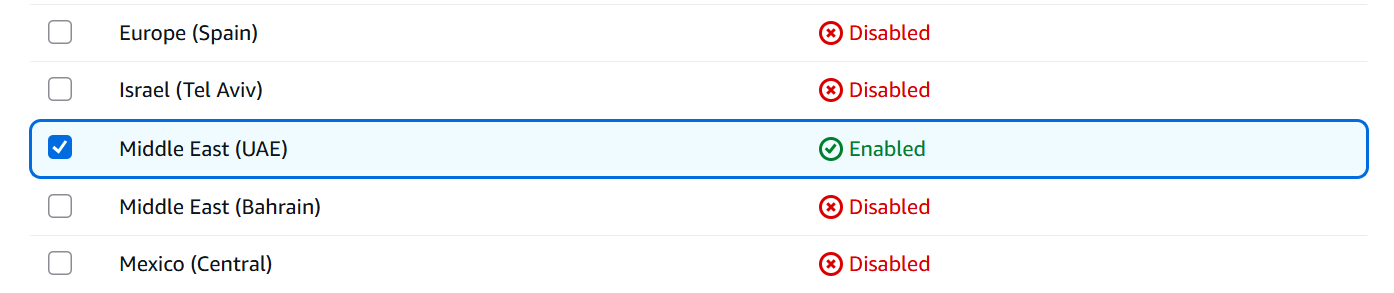 Europe (Spain) Disabled
Israel (Tel Aviv) Disabled
Middle East (UAE) Enabled
Middle East (Bahrain) Disabled
Mexico (Central) Disabled